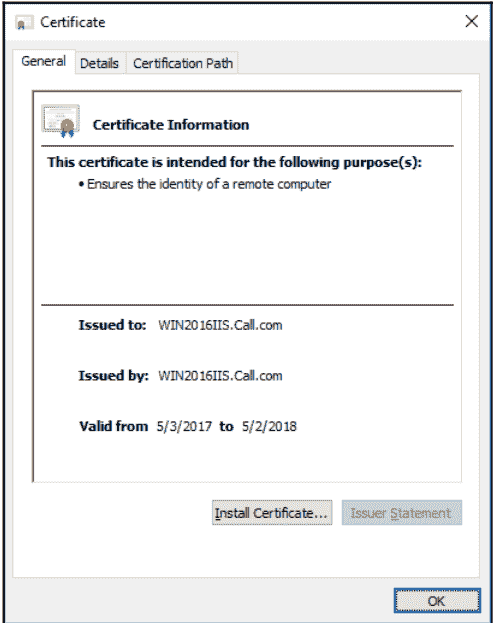 Certificate
General Details Certification Path
Certificate Information
This certificate is intended for the following purpose(s):
• Ensures the identity of a remote computer
Issued to: WIN2016IIS.Call.com
Issued by: WIN2016IIS.Call.com
Valid from 5/3/2017 to 5/2/2018
Install Certificate... Issuer Statement
OK